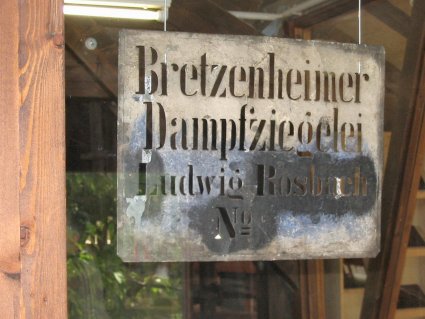 Bretzenheimer
Dampfziegelei
Ludwig Rosbach
No